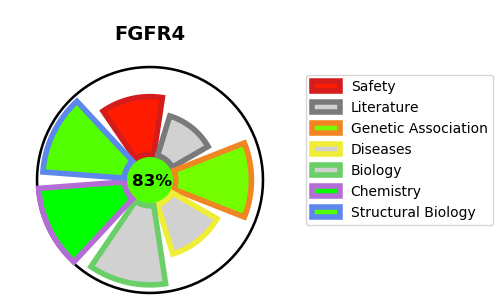 FGFR4
83%
Safety
Literature
Genetic Association
Diseases
Biology
Chemistry
Structural Biology